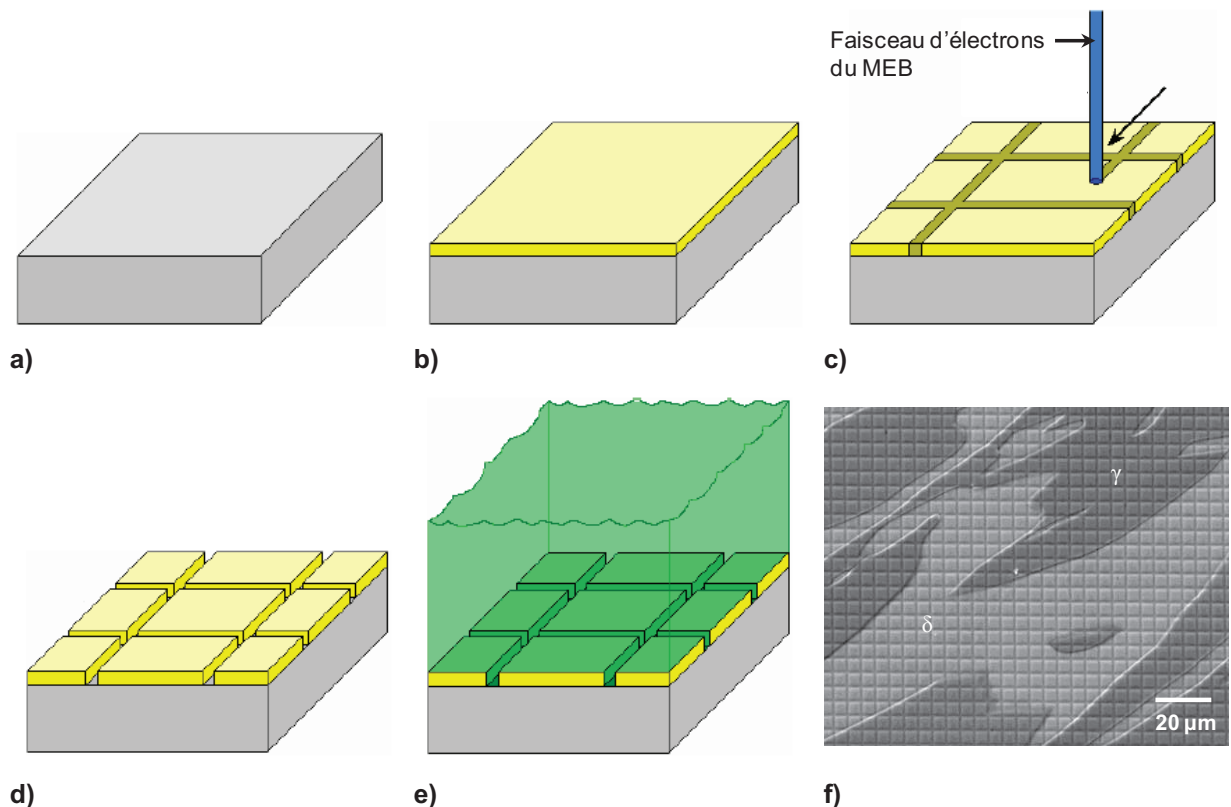 Faisceau d'électrons
du MEB
a)
b)
c)
γ
δ
20 µm
d)
e)
f)